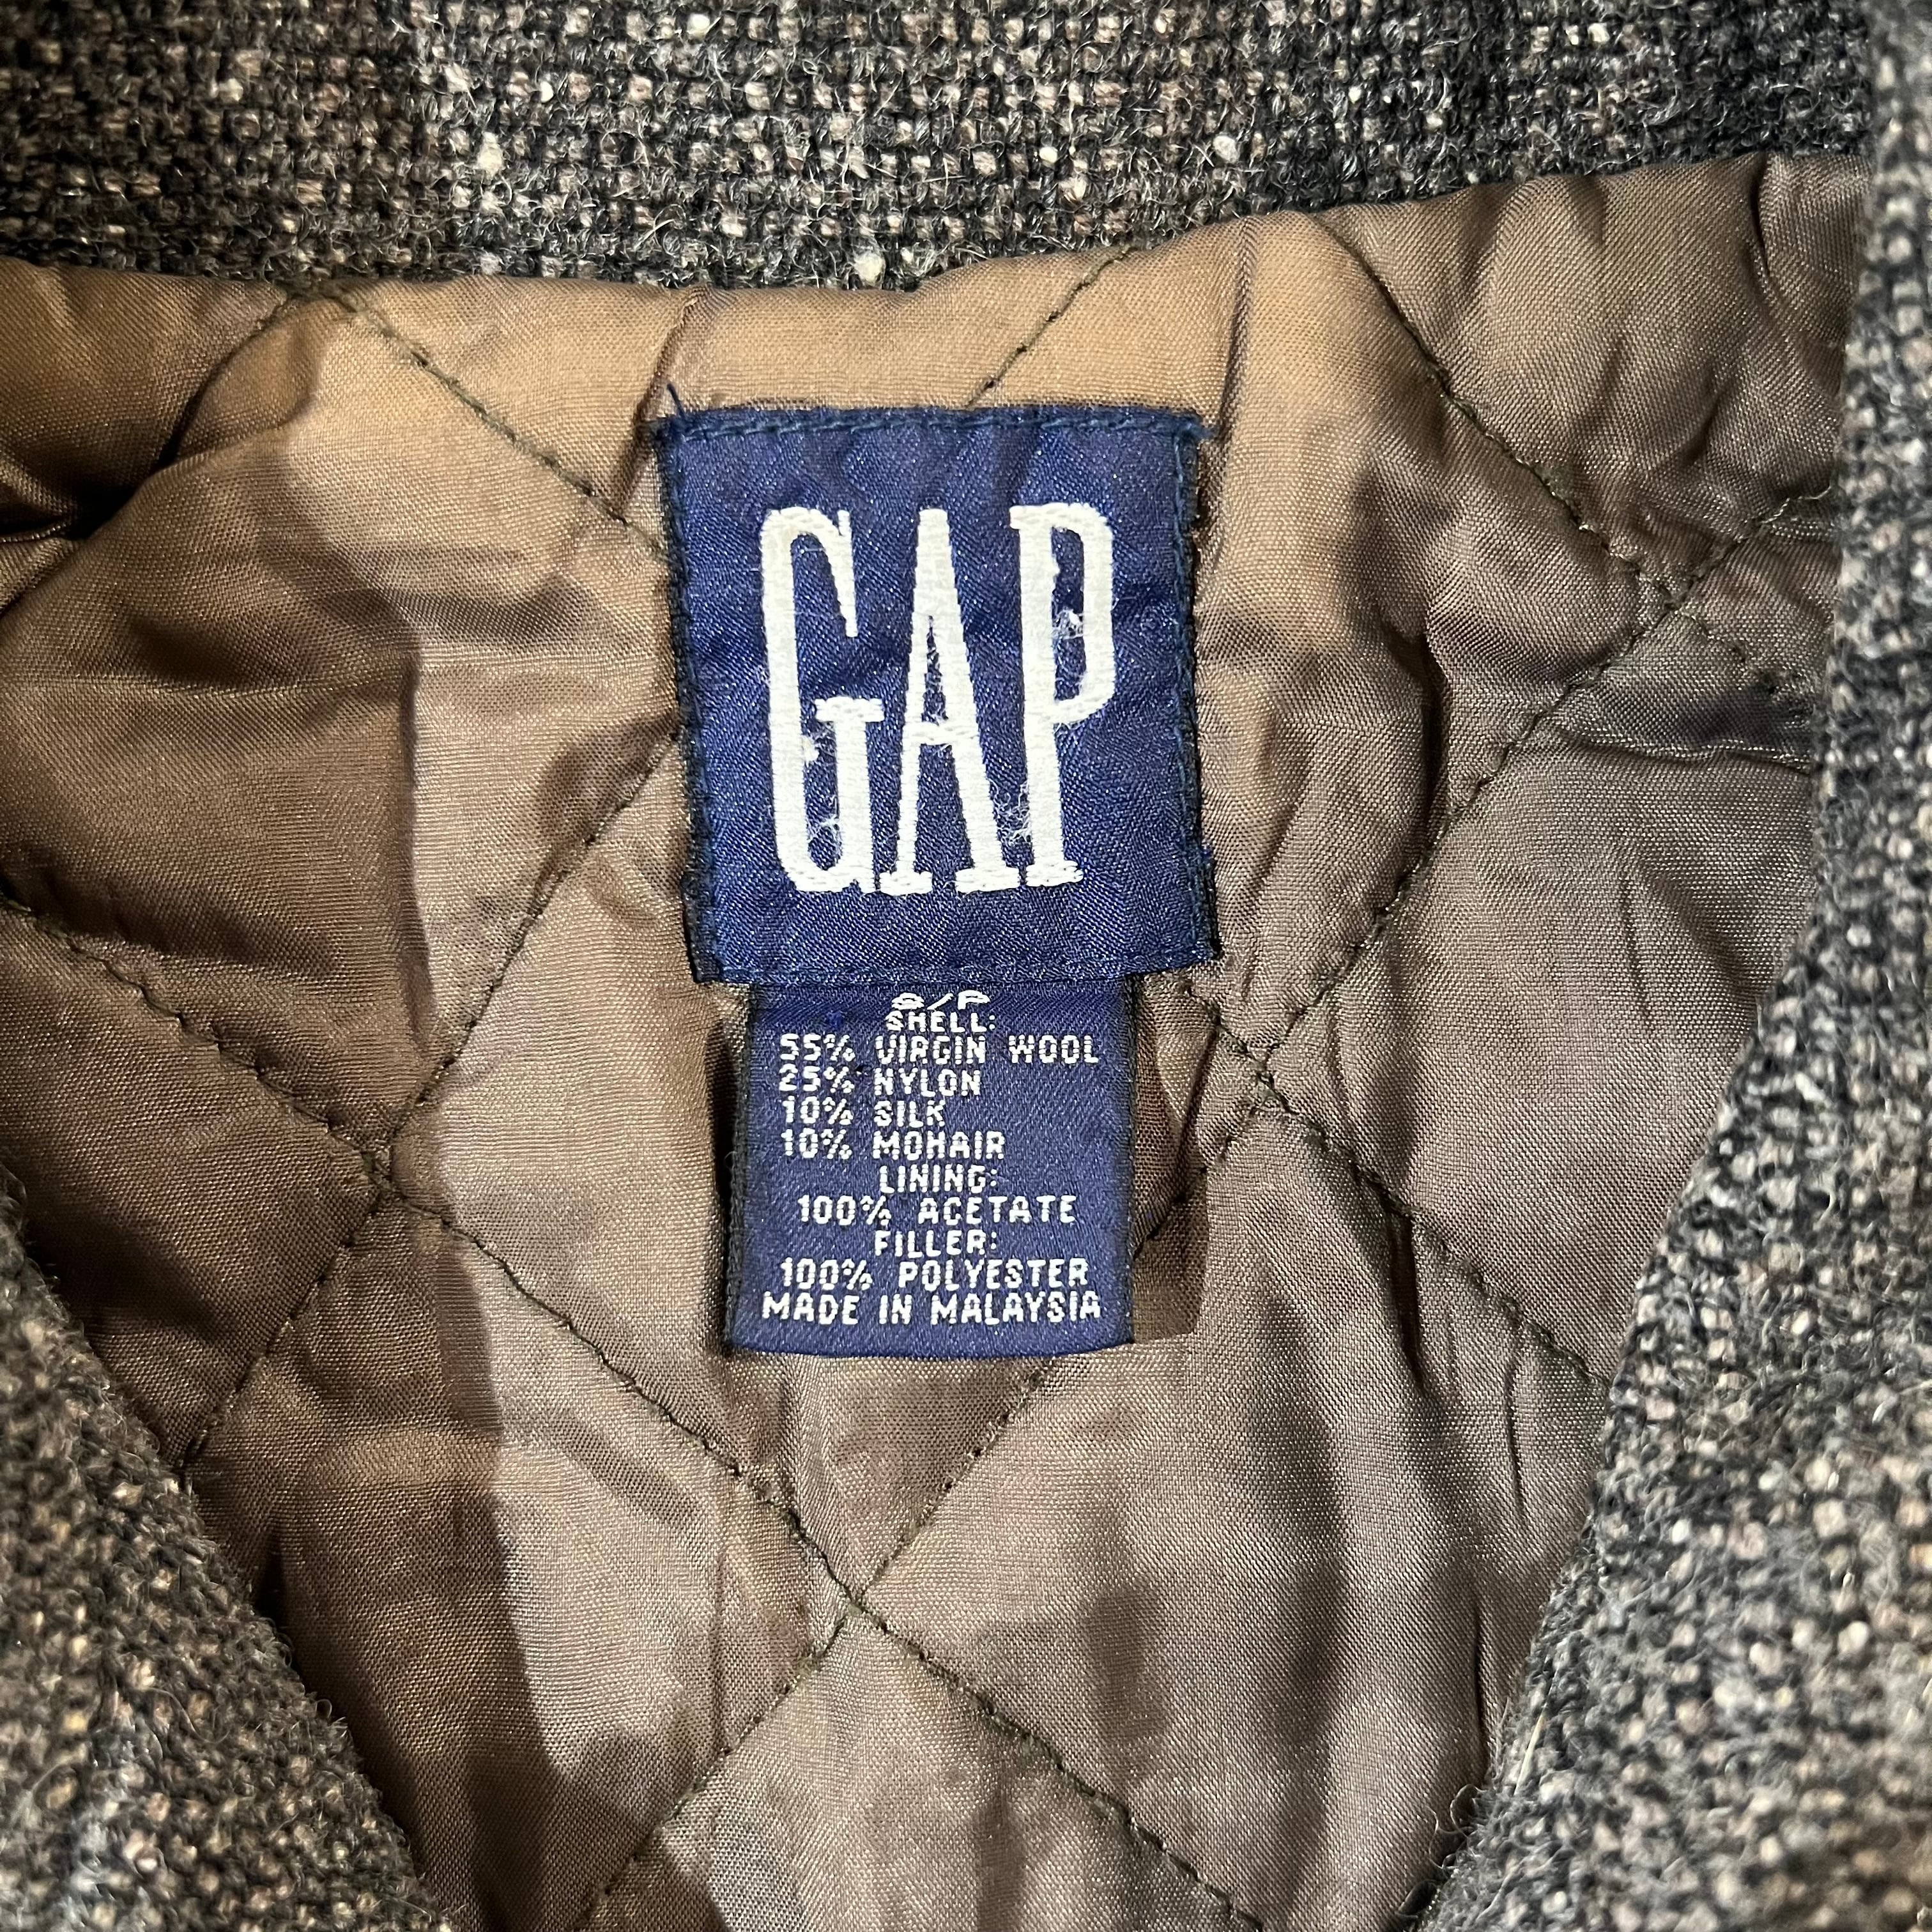 GAP
S/P
SHELL:
55% VIRGIN WOOL
25% NYLON
10% SILK
10% MOHAIR
LINING:
100% ACETATE
FILLER:
100% POLYESTER
MADE IN MALAYSIA